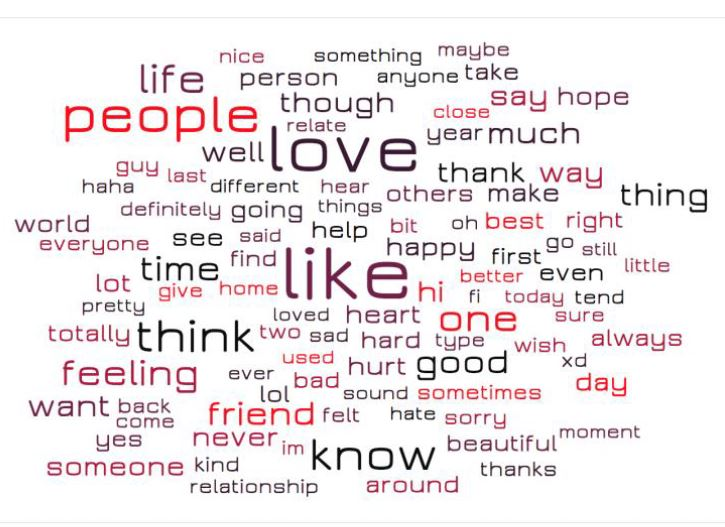 nice something maybe
life person anyone take
people though close say hope
relate
well love year much
guy last thank way
haha different hear others make thing
definitely going things
world everyone see said help bit oh best right
happy first go still
time find like better even little
lot give home hi fi today tend
pretty loved heart one sure
totally think two sad hard type wish always
used hurt good xd
feeling ever bad day
lol sound sometimes
want back friend felt hate sorry
come
yes never im know beautiful moment
someone kind thanks
relationship around